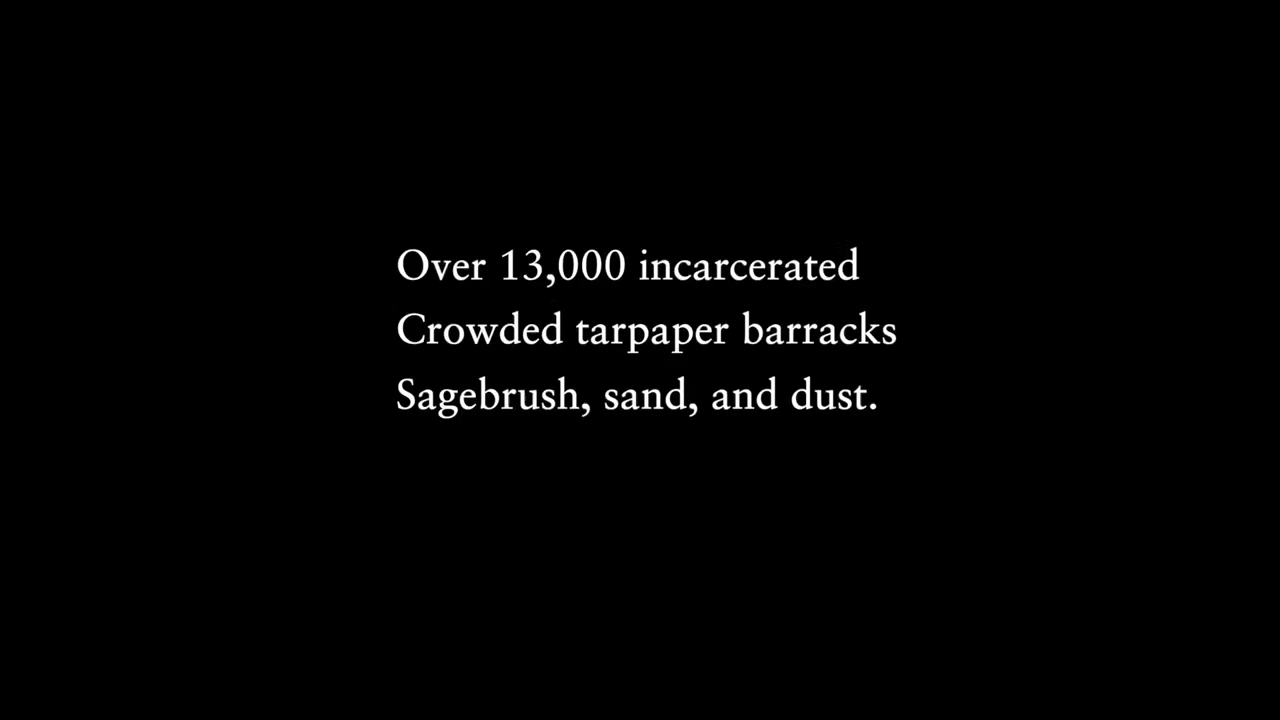 Over 13,000 incarcerated
Crowded tarpaper barracks
Sagebrush, sand, and dust.